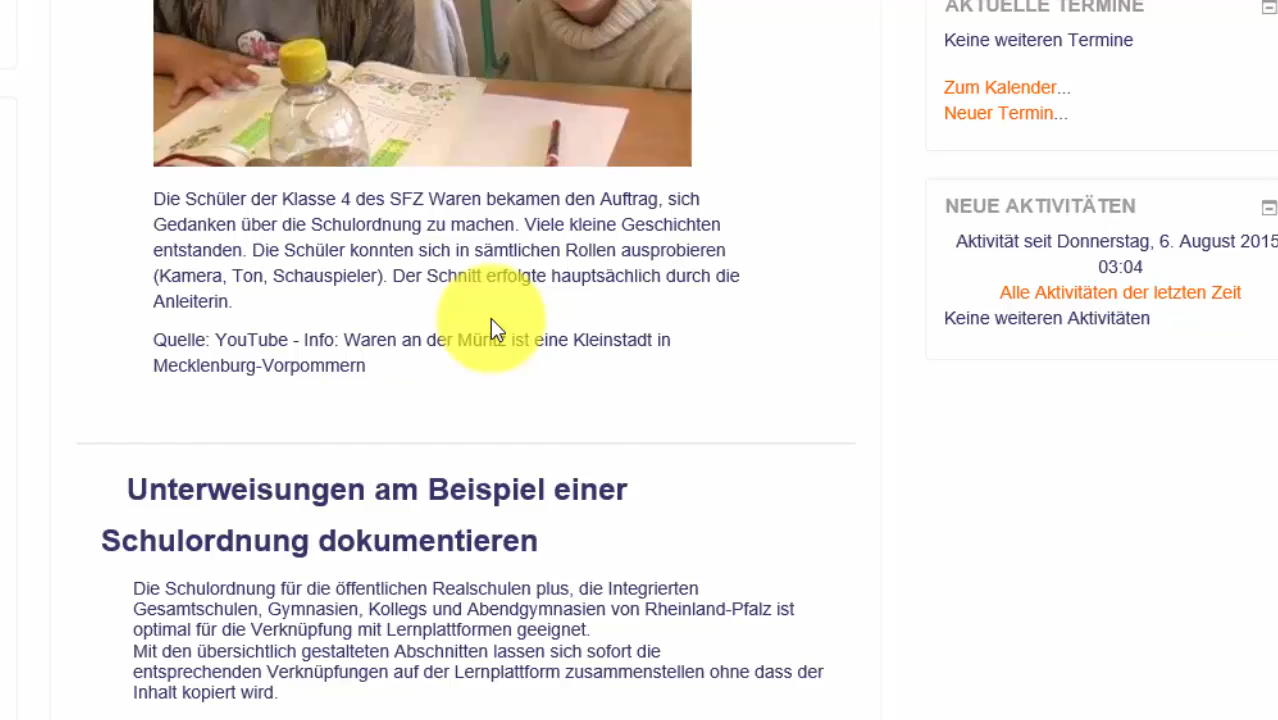 Die Schüler der Klasse 4 des SFZ Waren bekamen den Auftrag, sich
Gedanken über die Schulordnung zu machen. Viele kleine Geschichten
entstanden. Die Schüler konnten sich in sämtlichen Rollen ausprobieren
(Kamera, Ton, Schauspieler). Der Schnitt erfolgte hauptsächlich durch die
Anleiterin.
Quelle: YouTube - Info: Waren an der Müritz ist eine Kleinstadt in
Mecklenburg-Vorpommern
Unterweisungen am Beispiel einer
Schulordnung dokumentieren
Die Schulordnung für die öffentlichen Realschulen plus, die Integrierten
Gesamtschulen, Gymnasien, Kollegs und Abendgymnasien von Rheinland-Pfalz ist
optimal für die Verknüpfung mit Lernplattformen geeignet.
Mit den übersichtlich gestalteten Abschnitten lassen sich sofort die
entsprechenden Verknüpfungen auf der Lernplattform zusammenstellen ohne dass der
Inhalt kopiert wird.
AKTUELLE TERMINE
Keine weiteren Termine
Zum Kalender...
Neuer Termin...
NEUE AKTIVITÄTEN
Aktivität seit Donnerstag, 6. August 2015
03:04
Alle Aktivitäten der letzten Zeit
Keine weiteren Aktivitäten